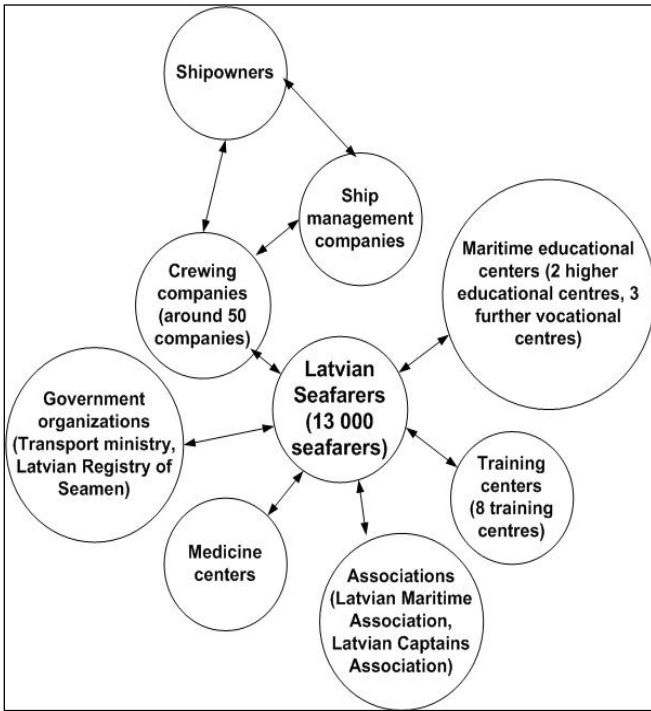 Shipowners
Ship
management
companies
Crewing
companies
(around 50
companies)
Maritime educational
centers (2 higher
educational centres, 3
further vocational
centres)
Latvian
Seafarers
(13 000
seafarers)
Government
organizations
(Transport ministry,
Latvian Registry of
Seamen)
Training
centers
(8 training
centres)
Medicine
centers
Associations
(Latvian Maritime
Association,
Latvian Captains
Association)